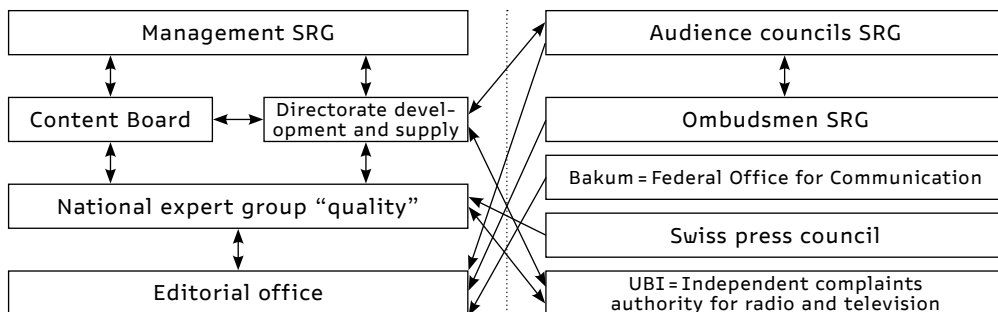 Management SRG
Content Board
Directorate devel-
opment and supply
National expert group “quality”
Editorial office
Audience councils SRG
Ombudsmen SRG
Bakum = Federal Office for Communication
Swiss press council
UBI = Independent complaints
authority for radio and television